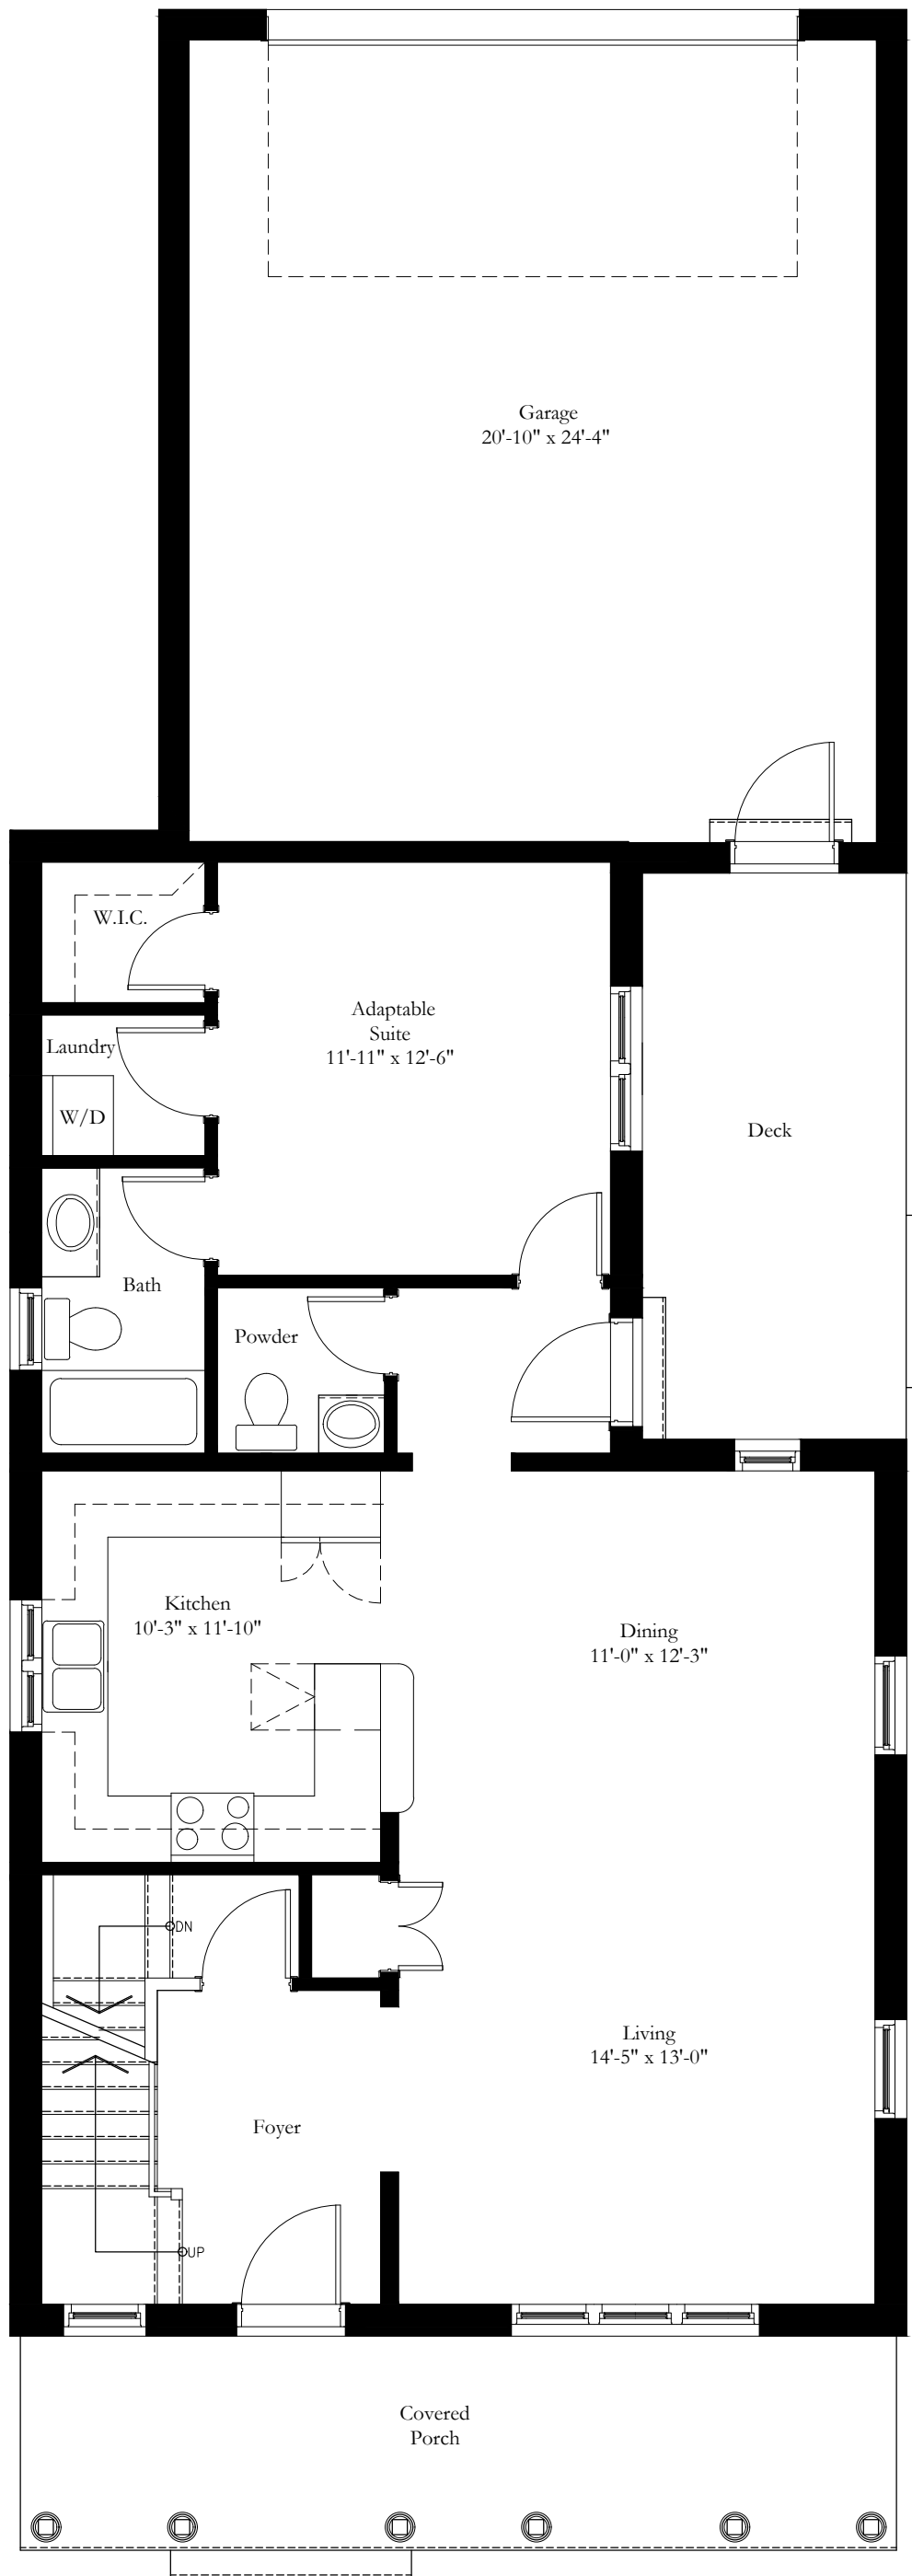 Garage
20'-10" x 24'-4"
W.I.C.
Adaptable
Suite
11'-11" x 12'-6"
Laundry
W/D
Deck
Bath
Powder
Kitchen
10'-3" x 11'-10"
Dining
11'-0" x 12'-3"
DN
Living
14'-5" x 13'-0"
Foyer
UP
Covered
Porch